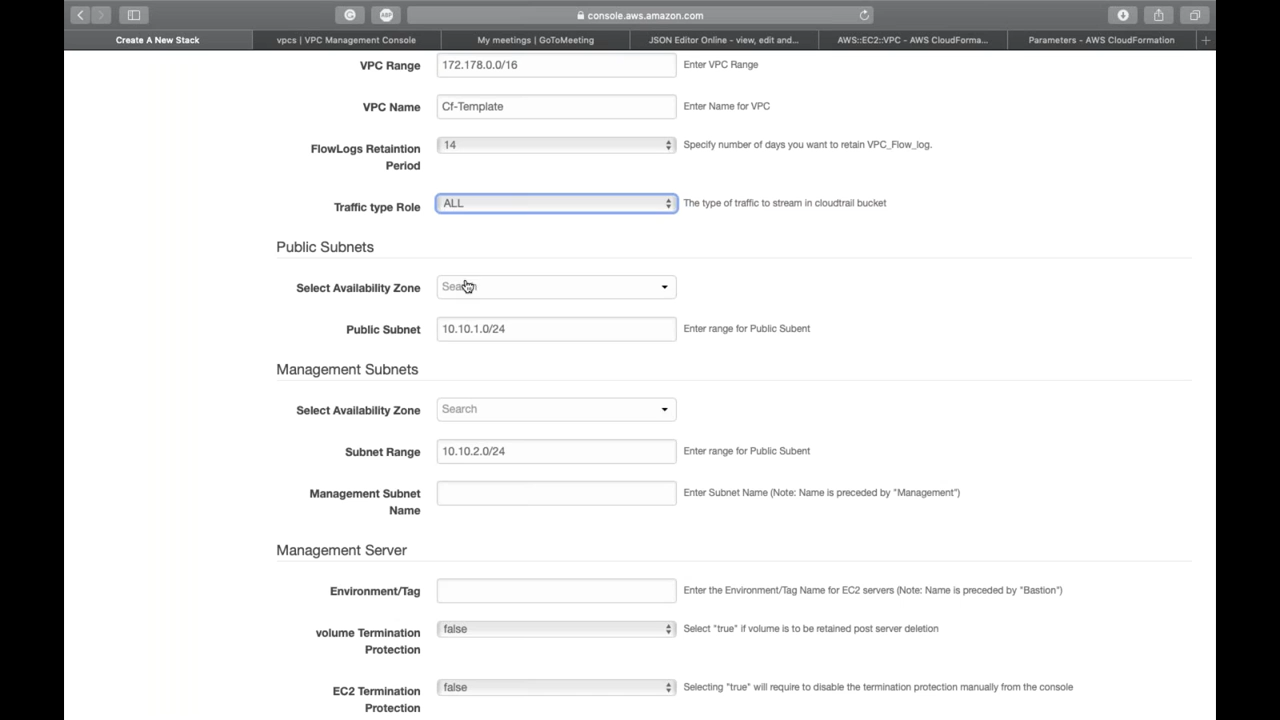 console.aws.amazon.com
Create A New Stack
vpcs | VPC Management Console
My meetings | GoToMeeting
JSON Editor Online - view, edit and...
AWS::EC2::VPC - AWS CloudForma...
Parameters - AWS CloudFormation
VPC Range 172.178.0.0/16 Enter VPC Range
VPC Name Cf-Template Enter Name for VPC
FlowLogs Retaintion 14 Specify number of days you want to retain VPC_Flow_log.
Period
Traffic type Role ALL The type of traffic to stream in cloudtrail bucket
Public Subnets
Select Availability Zone Search
Public Subnet 10.10.1.0/24 Enter range for Public Subent
Management Subnets
Select Availability Zone Search
Subnet Range 10.10.2.0/24 Enter range for Public Subent
Management Subnet Enter Subnet Name (Note: Name is preceded by "Management")
Name
Management Server
Environment/Tag Enter the Environment/Tag Name for EC2 servers (Note: Name is preceded by "Bastion")
volume Termination false Select "true" if volume is to be retained post server deletion
Protection
EC2 Termination false Selecting "true" will require to disable the termination protection manually from the console
Protection